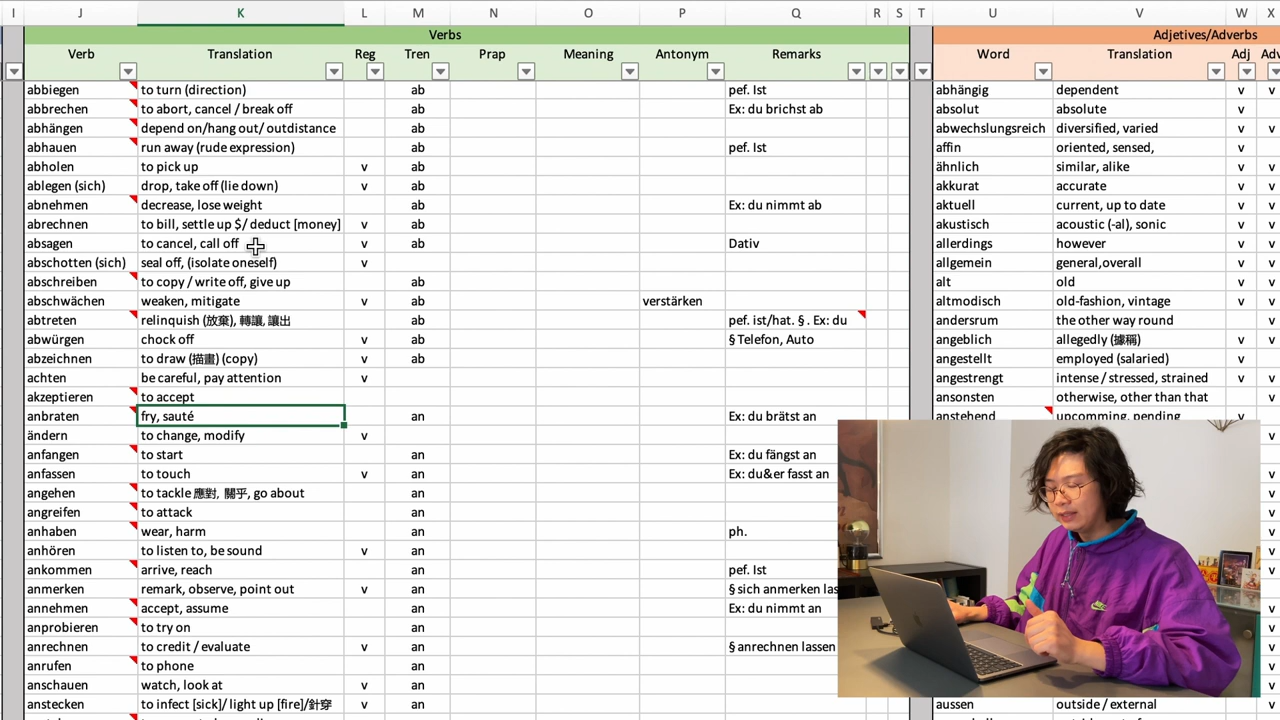 I J K L M N O P Q R S T U V W X
Verbs Adjetives/Adverbs
Verb Translation Reg Tren Prap Meaning Antonym Remarks Word Translation Adj Adv
abbiegen to turn (direction) ab pef. Ist abhängig dependent v v
abbrechen to abort, cancel / break off ab Ex: du brichst ab absolut absolute v
abhängen depend on/hang out/ outdistance ab abwechslungsreich diversified, varied v v
abhauen run away (rude expression) ab pef. Ist affin oriented, sensed, v
abholen to pick up v ab ähnlich similar, alike v v
ablegen (sich) drop, take off (lie down) v ab akkurat accurate v v
abnehmen decrease, lose weight ab Ex: du nimmt ab aktuell current, up to date v v
abrechnen to bill, settle up $/ deduct [money] v ab akustisch acoustic (-al), sonic v v
absagen to cancel, call off v ab Dativ allerdings however v
abschotten (sich) seal off, (isolate oneself) v allgemein general,overall v v
abschreiben to copy / write off, give up ab alt old v
abschwächen weaken, mitigate v ab verstärken altmodisch old-fashion, vintage v v
abtreten relinquish (放棄), 轉讓, 讓出 ab pef. ist/hat. § . Ex: du andersrum the other way round v
abwürgen chock off v ab § Telefon, Auto angeblich allegedly (據稱) v v
abzeichnen to draw (描畫) (copy) v ab angestellt employed (salaried) v
achten be careful, pay attention v angestrengt intense / stressed, strained v v
akzeptieren to accept ansonsten otherwise, other than that v
anbraten fry, sauté an Ex: du brätst an anstehend upcomming, pending v
ändern to change, modify v v
anfangen to start an Ex: du fängst an
anfassen to touch v an Ex: du&er fasst an v
angehen to tackle 應對, 關乎, go about an v
angreifen to attack an v
anhaben wear, harm an ph. v
anhören to listen to, be sound v an v
ankommen arrive, reach an pef. Ist v
anmerken remark, observe, point out v an § sich anmerken las
annehmen accept, assume an Ex: du nimmt an v
anprobieren to try on an v
anrechnen to credit / evaluate v an § anrechnen lassen v
anrufen to phone an v
anschauen watch, look at v an v
anstecken to infect [sick]/ light up [fire]/針穿 v an aussen outside / external v